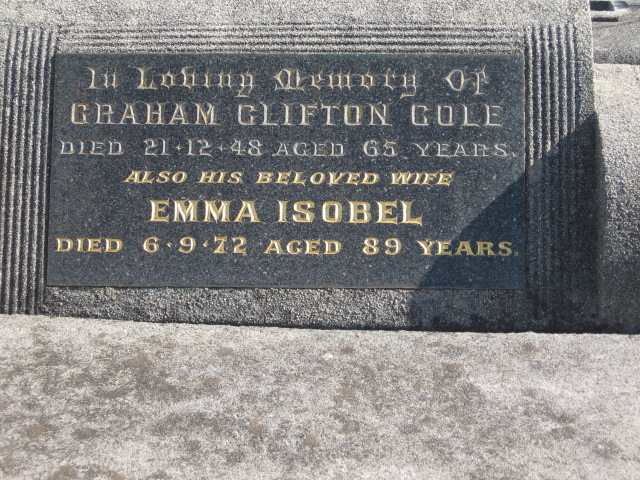 In Loving Memory Of
GRAHAM CLIFTON COLE
DIED 21·12·48 AGED 65 YEARS.
ALSO HIS BELOVED WIFE
EMMA ISOBEL
DIED 6·9·72 AGED 89 YEARS.